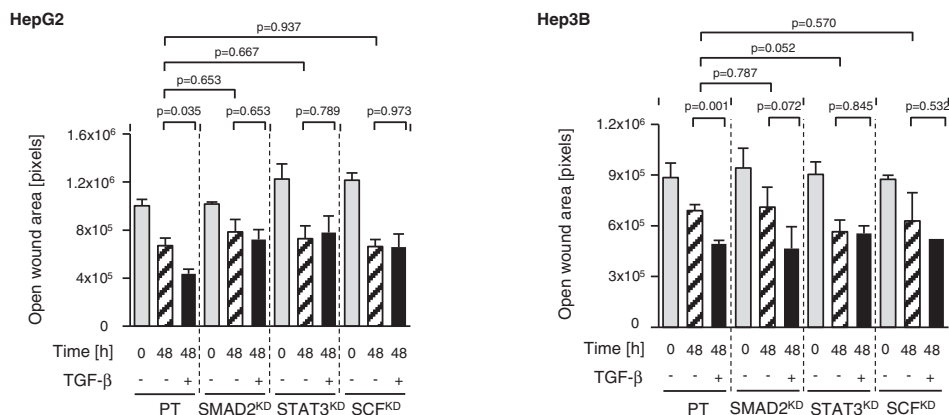 HepG2
p=0.937
p=0.667
p=0.653
p=0.035 p=0.653 p=0.789 p=0.973
Open wound area [pixels]
1.6x10⁶
1.2x10⁶
8x10⁵
4x10⁵
0
Time [h] 0 48 48 0 48 48 0 48 48 0 48 48
TGF-β - - + - - + - - + - - +
PT SMAD2ᴷᴰ STAT3ᴷᴰ SCFᴷᴰ
Hep3B
p=0.570
p=0.052
p=0.787
p=0.001 p=0.072 p=0.845 p=0.532
Open wound area [pixels]
1.2x10⁶
9x10⁵
6x10⁵
3x10⁵
0
Time [h] 0 48 48 0 48 48 0 48 48 0 48 48
TGF-β - - + - - + - - + - - +
PT SMAD2ᴷᴰ STAT3ᴷᴰ SCFᴷᴰ